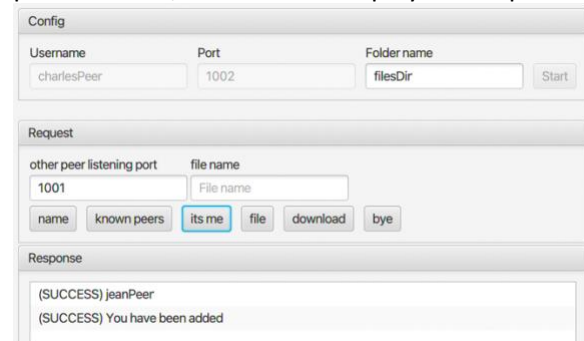 Config
Username Port Folder name
charlesPeer 1002 filesDir Start
Request
other peer listening port file name
1001 File name
name known peers its me file download bye
Response
(SUCCESS) jeanPeer
(SUCCESS) You have been added